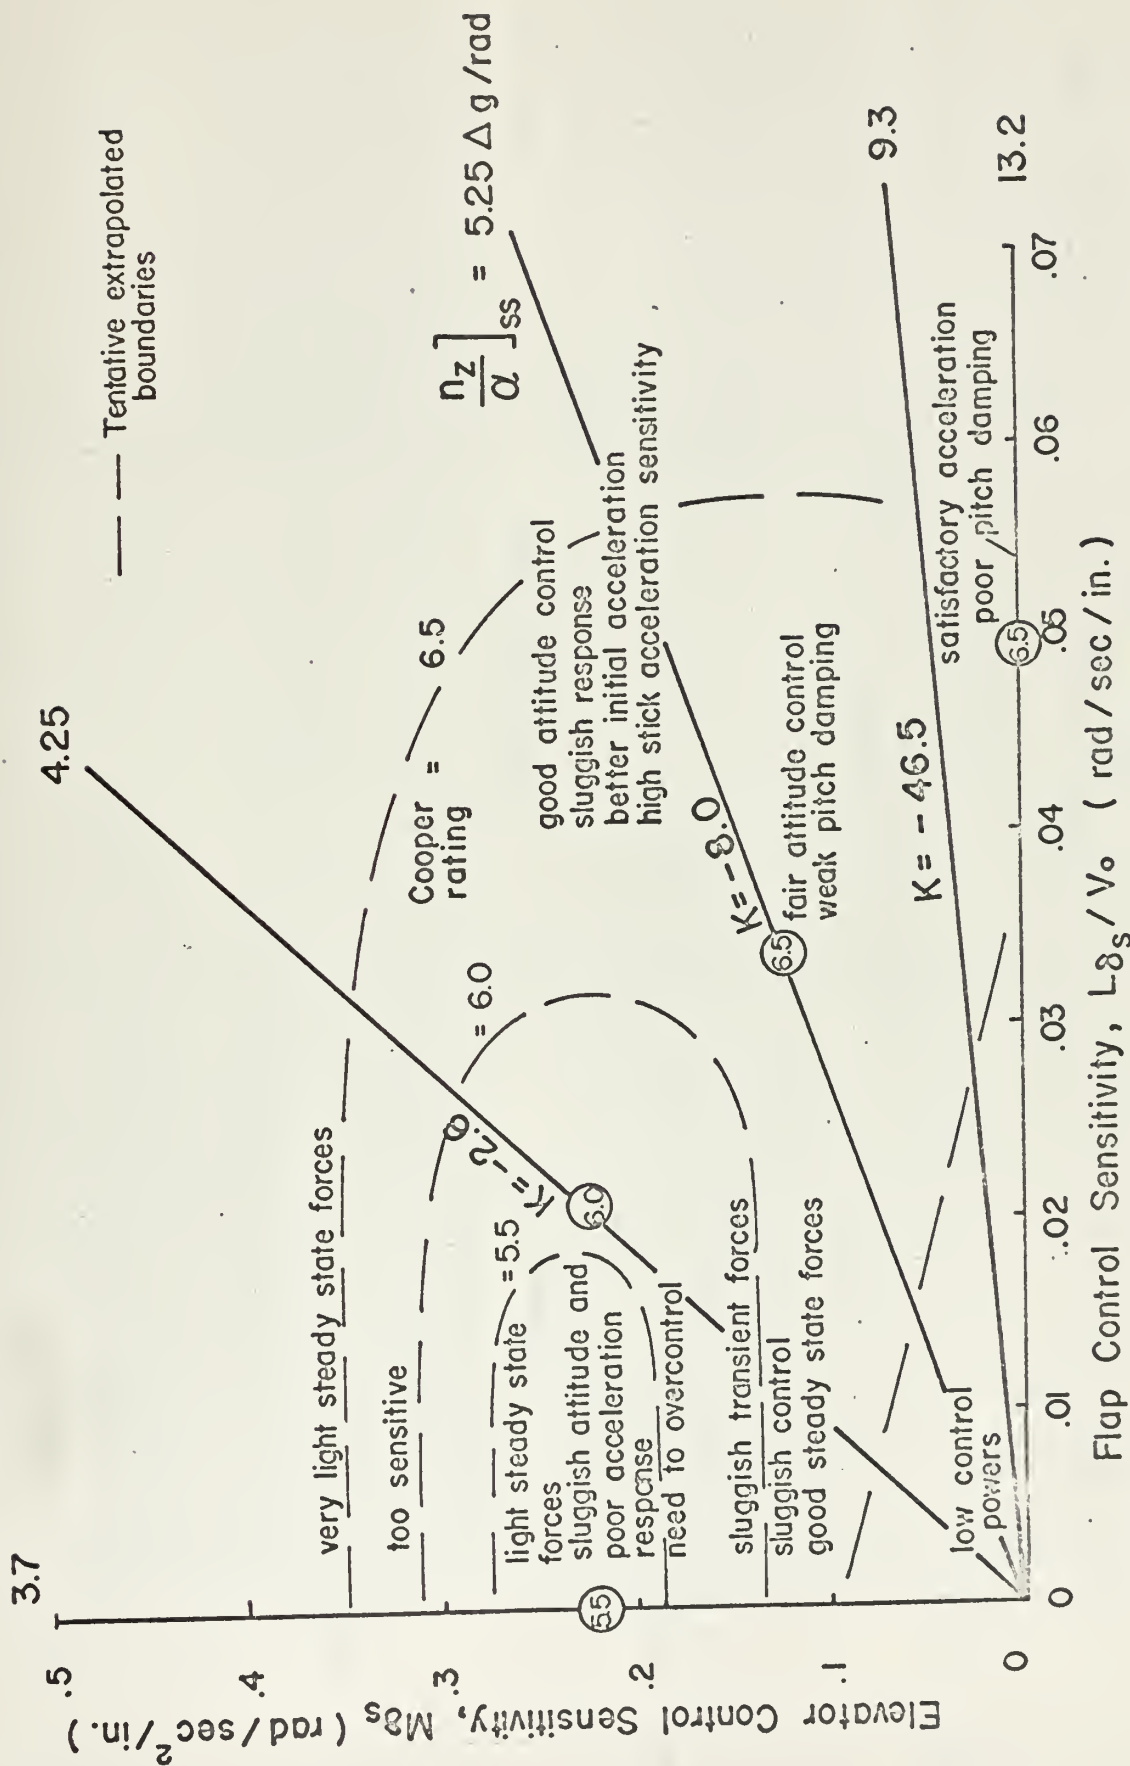 3.7
4.25
— — Tentative extrapolated
boundaries
n_z/α]_ss = 5.25 Δ g/rad
9.3
13.2
very light steady state forces
too sensitive
= 6.0
Cooper = 6.5
rating
= 5.5
light steady state
forces
sluggish attitude and
poor acceleration
response
need to overcontrol
K = -2.0
good attitude control
sluggish response
better initial acceleration
high stick acceleration sensitivity
K = -8.0
fair attitude control
weak pitch damping
sluggish transient forces
sluggish control
good steady state forces
K = -46.5
satisfactory acceleration
poor pitch damping
low control
powers
5.5
6.0
6.5
6.5
.5
.4
.3
.2
.1
0
Elevator Control Sensitivity, Mδs (rad/sec²/in.)
0
.01
.02
.03
.04
.05
.06
.07
Flap Control Sensitivity, Lδs/Vo (rad/sec/in.)